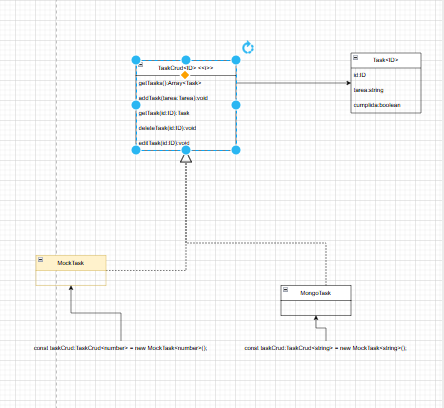 TaskCrud<ID> <<I>>
getTasks():Array<Task>
addTask(tarea:Tarea):void
getTask(id:ID):Task
deleteTask(id:ID):void
editTask(id:ID):void
Task<ID>
id:ID
tarea:string
cumplida:boolean
MockTask
MongoTask
const taskCrud:TaskCrud<number> = new MockTask<number>();
const taskCrud:TaskCrud<string> = new MockTask<string>();